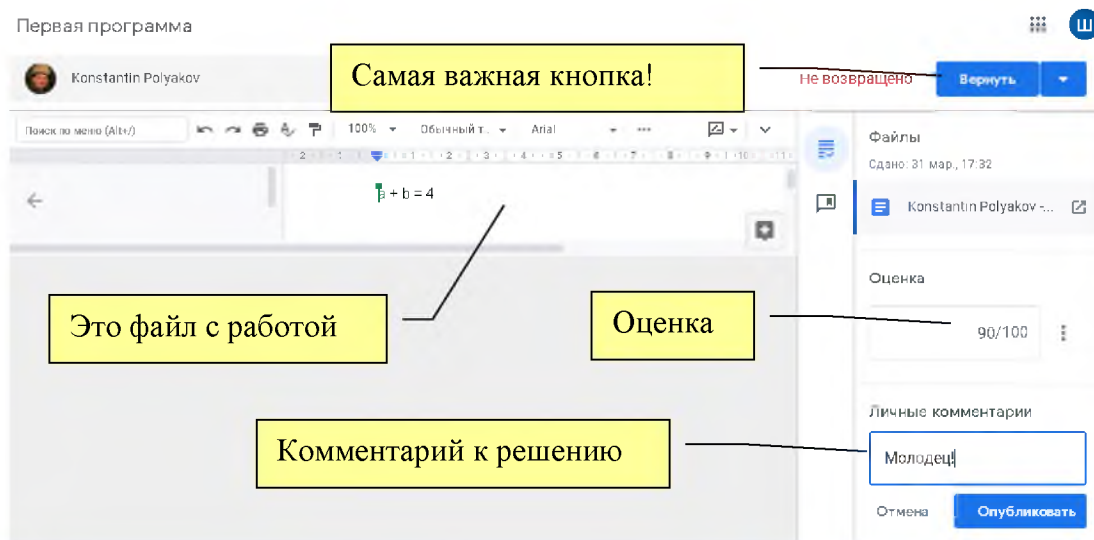 Первая программа
Ш
Konstantin Polyakov
Самая важная кнопка!
Не возвращено
Вернуть
Поиск по меню (Alt+/)
100%
Обычный т..
Arial
Файлы
Сдано: 31 мар., 17:32
a + b = 4
Konstantin Polyakov -...
Оценка
Это файл с работой
Оценка
90/100
Личные комментарии
Комментарий к решению
Молодец!
Отмена
Опубликовать